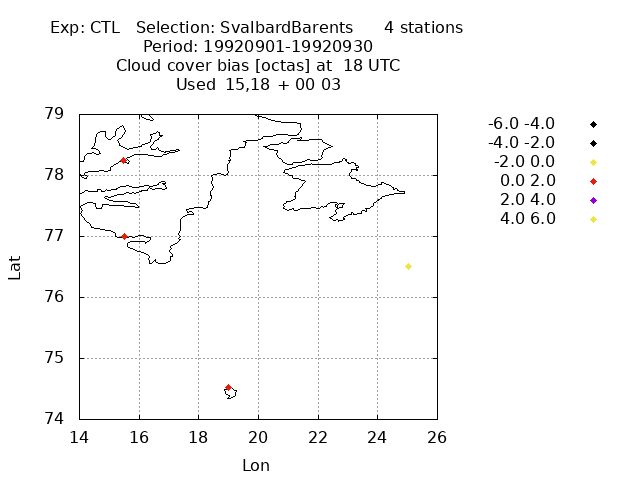 Exp: CTL   Selection: SvalbardBarents      4 stations
Period: 19920901-19920930
Cloud cover bias [octas] at  18 UTC
Used  15,18 + 00 03
-6.0 -4.0
-4.0 -2.0
-2.0 0.0
0.0 2.0
2.0 4.0
4.0 6.0
79
78
77
76
75
74
Lat
14 16 18 20 22 24 26
Lon